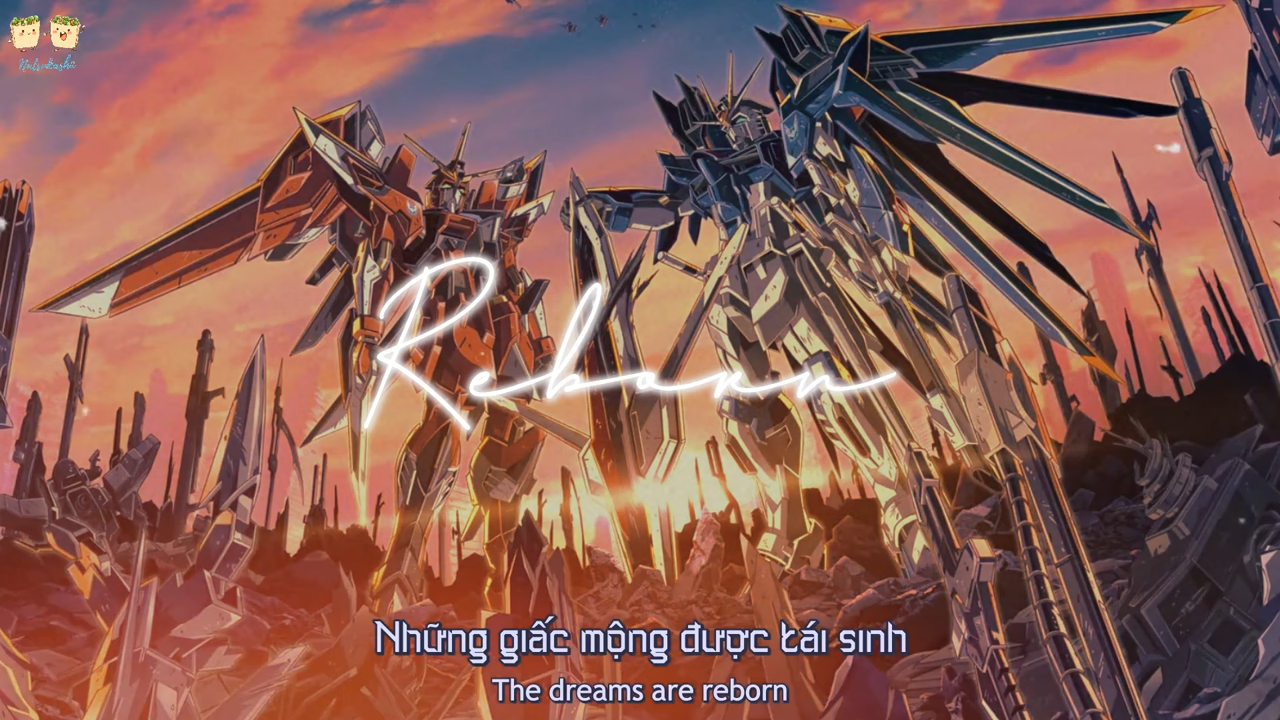 Reborn
Những giấc mộng được tái sinh
The dreams are reborn